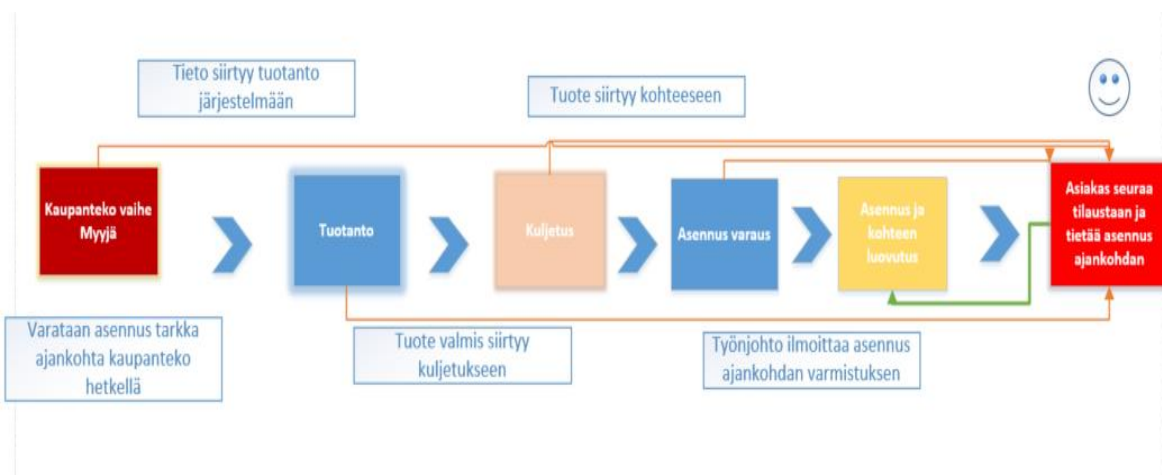 Tieto siirtyy tuotanto
järjestelmään
Tuote siirtyy kohteeseen
Kaupanteko vaihe
Myyjä
Tuotanto
Kuljetus
Asennus varaus
Asennus ja
kohteen
luovutus
Asiakas seuraa
tilaustaan ja
tietää asennus
ajankohdan
Varataan asennus tarkka
ajankohta kaupanteko
hetkellä
Tuote valmis siirtyy
kuljetukseen
Työnjohto ilmoittaa asennus
ajankohdan varmistuksen